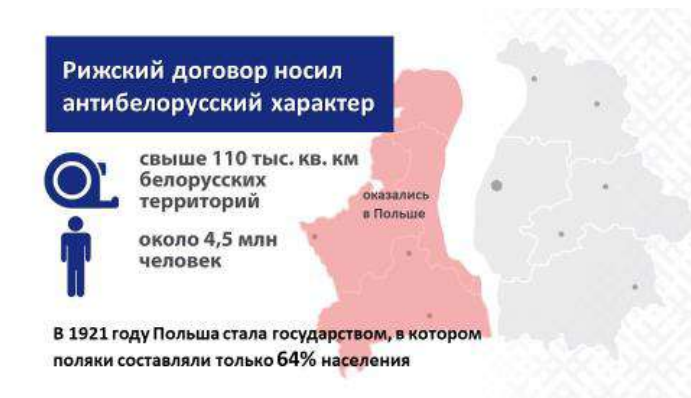 Рижский договор носил
антибелорусский характер
свыше 110 тыс. кв. км
белорусских
территорий
оказались
в Польше
около 4,5 млн
человек
В 1921 году Польша стала государством, в котором
поляки составляли только 64% населения